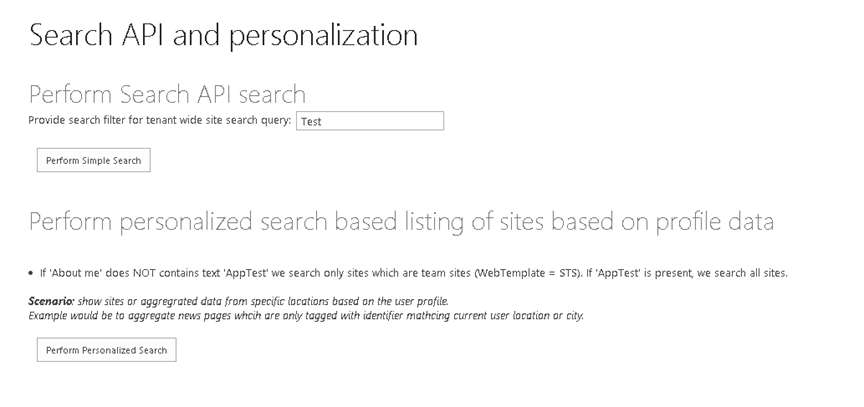 Search API and personalization
Perform Search API search
Provide search filter for tenant wide site search query: Test
Perform Simple Search
Perform personalized search based listing of sites based on profile data
• If 'About me' does NOT contains text 'AppTest' we search only sites which are team sites (WebTemplate = STS). If 'AppTest' is present, we search all sites.
Scenario: show sites or aggregrated data from specific locations based on the user profile.
Example would be to aggregate news pages whcih are only tagged with identifier mathcing current user location or city.
Perform Personalized Search